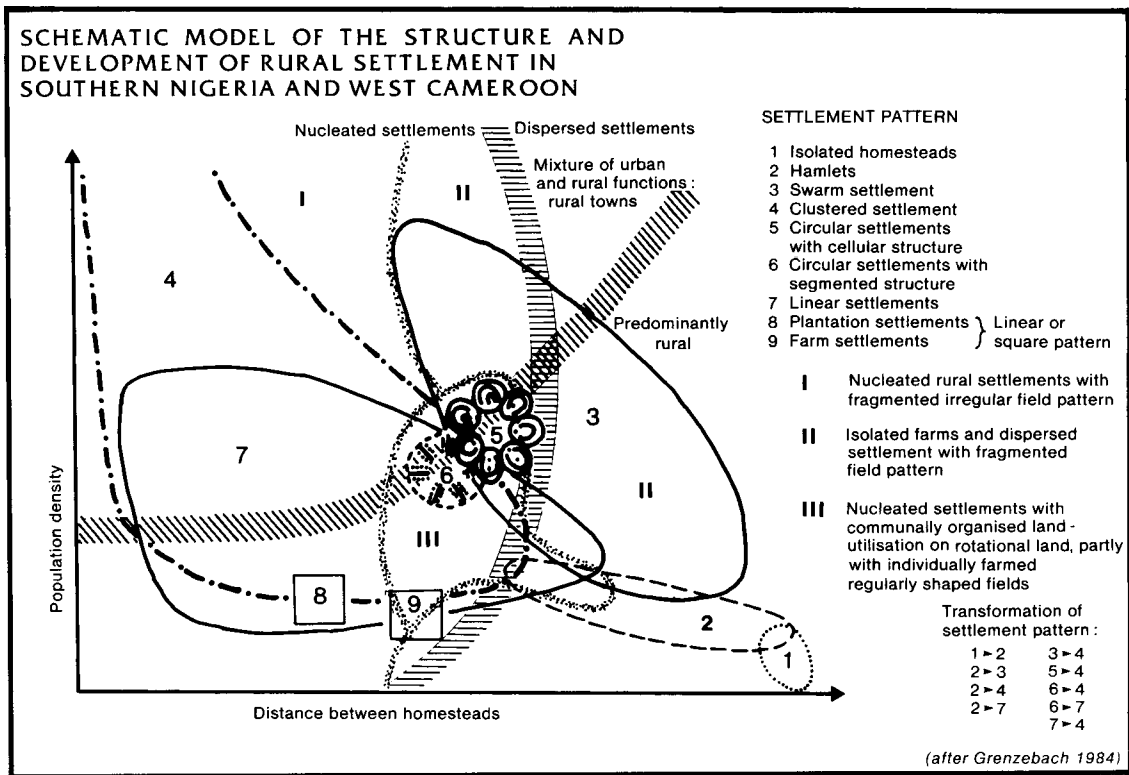 SCHEMATIC MODEL OF THE STRUCTURE AND
DEVELOPMENT OF RURAL SETTLEMENT IN
SOUTHERN NIGERIA AND WEST CAMEROON
Nucleated settlements
Dispersed settlements
Mixture of urban
and rural functions :
rural towns
Predominantly
rural
I
II
4
3
7
5
6
II
III
8
9
2
1
Population density
Distance between homesteads
SETTLEMENT PATTERN
1 Isolated homesteads
2 Hamlets
3 Swarm settlement
4 Clustered settlement
5 Circular settlements
with cellular structure
6 Circular settlements with
segmented structure
7 Linear settlements
8 Plantation settlements } Linear or
9 Farm settlements square pattern
I Nucleated rural settlements with
fragmented irregular field pattern
II Isolated farms and dispersed
settlement with fragmented
field pattern
III Nucleated settlements with
communally organised land -
utilisation on rotational land, partly
with individually farmed
regularly shaped fields
Transformation of
settlement pattern :
1 ► 2 3 ► 4
2 ► 3 5 ► 4
2 ► 4 6 ► 4
2 ► 7 6 ► 7
7 ► 4
(after Grenzebach 1984)